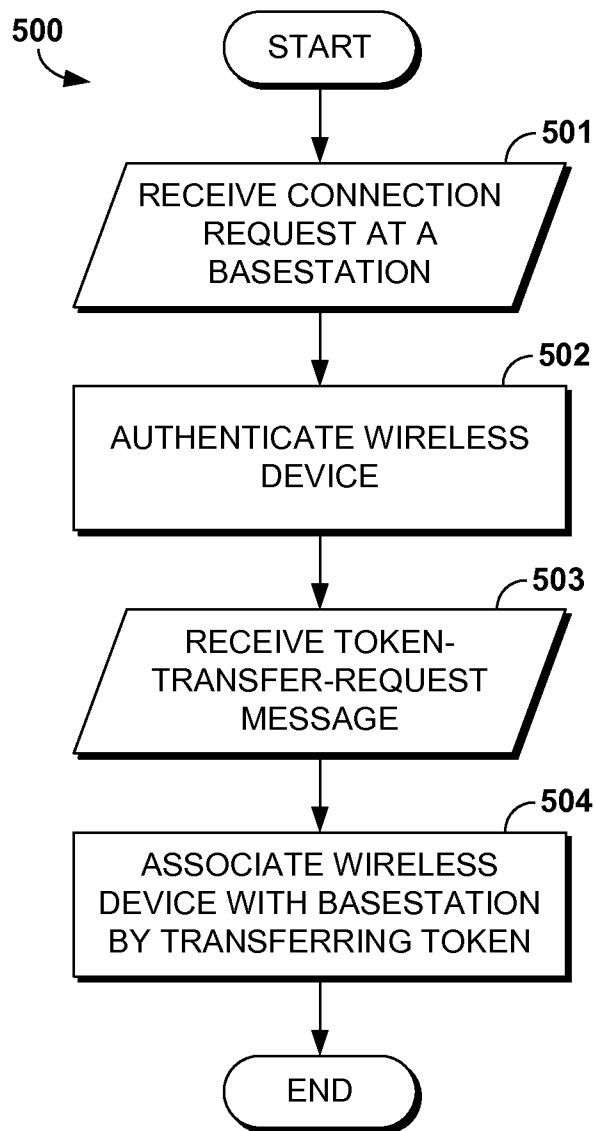 500
START
501
RECEIVE CONNECTION
REQUEST AT A
BASESTATION
502
AUTHENTICATE WIRELESS
DEVICE
503
RECEIVE TOKEN-
TRANSFER-REQUEST
MESSAGE
504
ASSOCIATE WIRELESS
DEVICE WITH BASESTATION
BY TRANSFERRING TOKEN
END